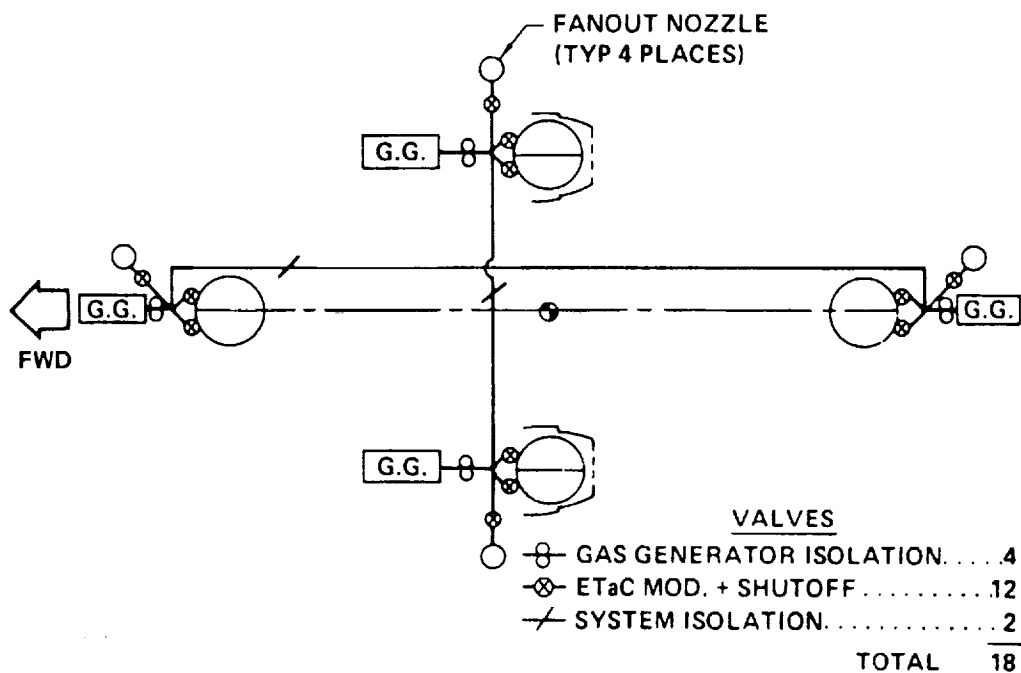 FANOUT NOZZLE
(TYP 4 PLACES)
G.G.
G.G.
G.G.
FWD
G.G.
VALVES
GAS GENERATOR ISOLATION.....4
ETaC MOD. + SHUTOFF..........12
SYSTEM ISOLATION.............2
TOTAL 18